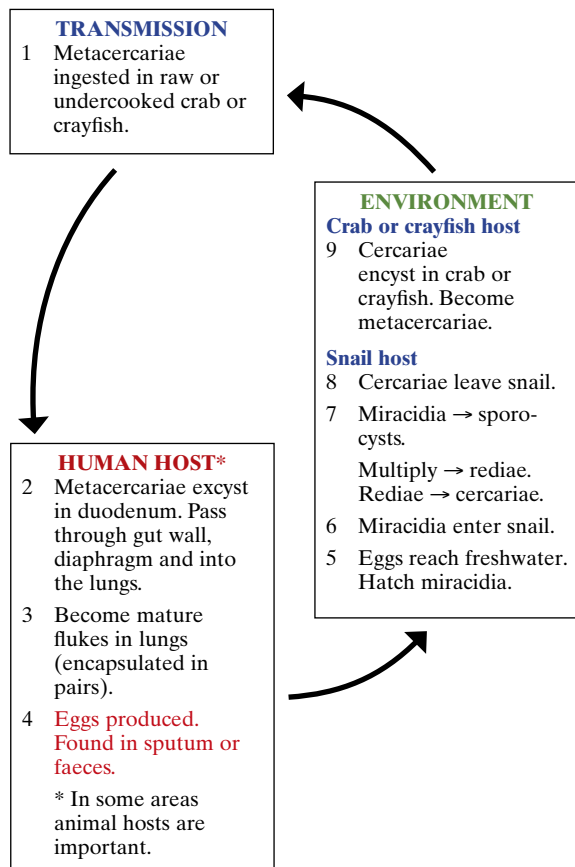 TRANSMISSION
1 Metacercariae
ingested in raw or
undercooked crab or
crayfish.
HUMAN HOST*
2 Metacercariae excyst
in duodenum. Pass
through gut wall,
diaphragm and into
the lungs.
3 Become mature
flukes in lungs
(encapsulated in
pairs).
4 Eggs produced.
Found in sputum or
faeces.
* In some areas
animal hosts are
important.
ENVIRONMENT
Crab or crayfish host
9 Cercariae
encyst in crab or
crayfish. Become
metacercariae.
Snail host
8 Cercariae leave snail.
7 Miracidia → sporo-
cysts.
Multiply → rediae.
Rediae → cercariae.
6 Miracidia enter snail.
5 Eggs reach freshwater.
Hatch miracidia.